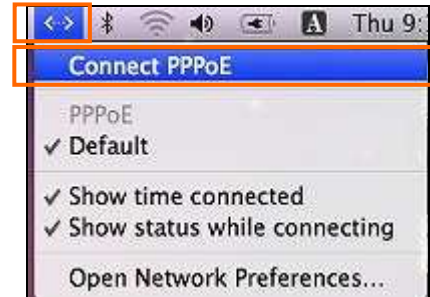 A Thu 9:
Connect PPPoE
PPPoE
✓ Default
✓ Show time connected
✓ Show status while connecting
Open Network Preferences...